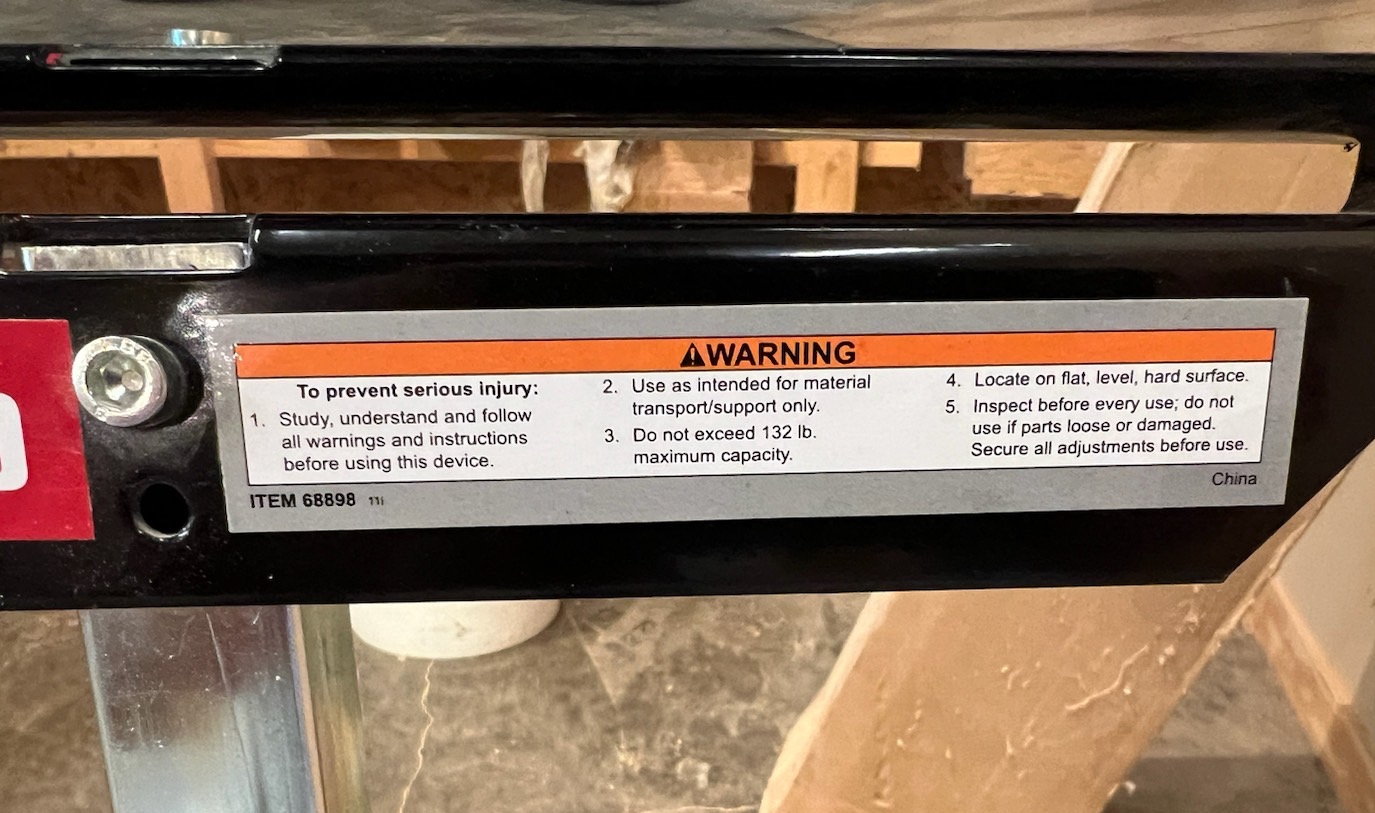 WARNING
To prevent serious injury:
1. Study, understand and follow
all warnings and instructions
before using this device.
2. Use as intended for material
transport/support only.
3. Do not exceed 132 lb.
maximum capacity.
4. Locate on flat, level, hard surface.
5. Inspect before every use; do not
use if parts loose or damaged.
Secure all adjustments before use.
ITEM 68898
China